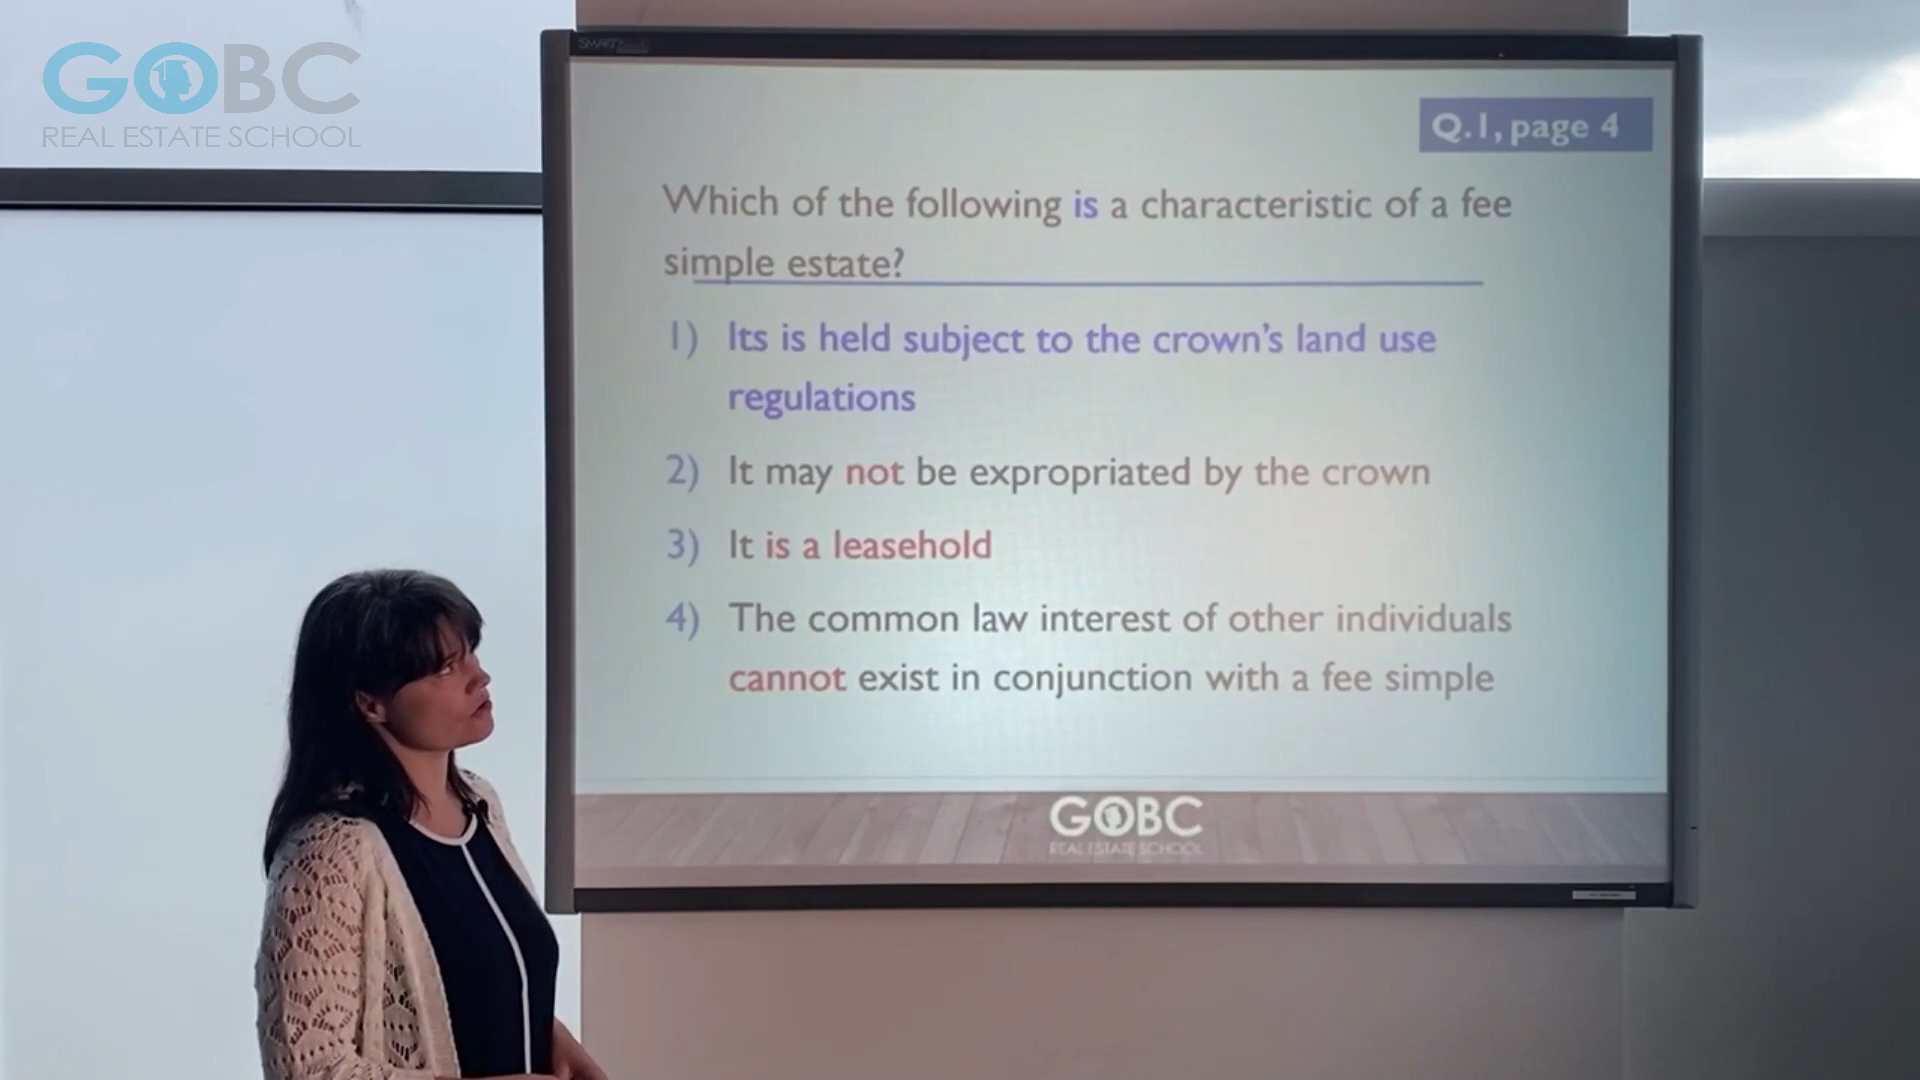 GOBC
REAL ESTATE SCHOOL
SMART
Q.1, page 4
Which of the following is a characteristic of a fee
simple estate?
1) Its is held subject to the crown's land use
regulations
2) It may not be expropriated by the crown
3) It is a leasehold
4) The common law interest of other individuals
cannot exist in conjunction with a fee simple
GOBC
REAL ESTATE SCHOOL